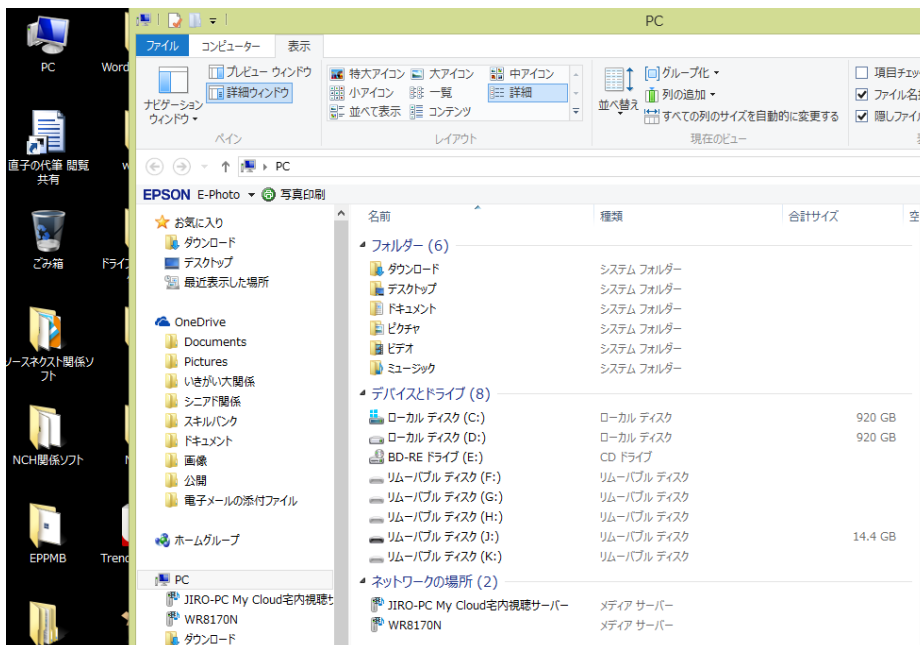 PC
ファイル コンピューター 表示
プレビュー ウィンドウ
詳細ウィンドウ
ナビゲーション
ウィンドウ
ペイン
特大アイコン 大アイコン 中アイコン
小アイコン 一覧 詳細
並べて表示 コンテンツ
レイアウト
並べ替え
グループ化
列の追加
すべての列のサイズを自動的に変更する
現在のビュー
項目チェッ
ファイル名
隠しファイ
PC
EPSON E-Photo 写真印刷
PC
Word
直子の代筆 閲覧
共有
ごみ箱
ドライ
ソースネクスト関係ソ
フト
NCH関係ソフト
EPPMB
Tren
お気に入り
ダウンロード
デスクトップ
最近表示した場所
OneDrive
Documents
Pictures
いきがい大関係
シニアド関係
スキルバンク
ドキュメント
画像
公開
電子メールの添付ファイル
ホームグループ
PC
JIRO-PC My Cloud宅内視聴サ
WR8170N
ダウンロード
名前 種類 合計サイズ 空
フォルダー (6)
ダウンロード システム フォルダー
デスクトップ システム フォルダー
ドキュメント システム フォルダー
ピクチャ システム フォルダー
ビデオ システム フォルダー
ミュージック システム フォルダー
デバイスとドライブ (8)
ローカル ディスク (C:) ローカル ディスク 920 GB
ローカル ディスク (D:) ローカル ディスク 920 GB
BD-RE ドライブ (E:) CD ドライブ
リムーバブル ディスク (F:) リムーバブル ディスク
リムーバブル ディスク (G:) リムーバブル ディスク
リムーバブル ディスク (H:) リムーバブル ディスク
リムーバブル ディスク (J:) リムーバブル ディスク 14.4 GB
リムーバブル ディスク (K:) リムーバブル ディスク
ネットワークの場所 (2)
JIRO-PC My Cloud宅内視聴サーバー メディア サーバー
WR8170N メディア サーバー